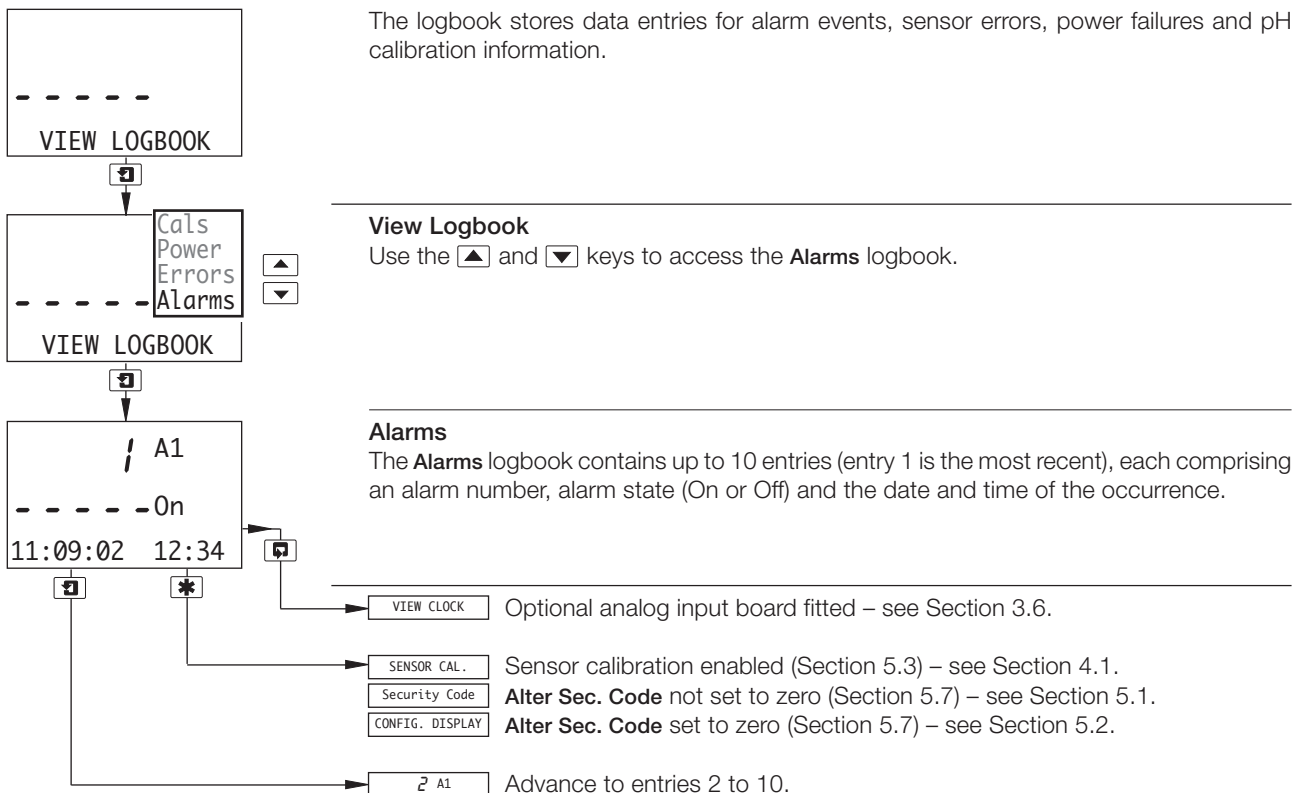 The logbook stores data entries for alarm events, sensor errors, power failures and pH
calibration information.
- - - - -
VIEW LOGBOOK
Cals
Power
Errors
- - - - - Alarms
VIEW LOGBOOK
View Logbook
Use the ▲ and ▼ keys to access the Alarms logbook.
1 A1
- - - - - On
11:09:02 12:34
Alarms
The Alarms logbook contains up to 10 entries (entry 1 is the most recent), each comprising
an alarm number, alarm state (On or Off) and the date and time of the occurrence.
VIEW CLOCK Optional analog input board fitted – see Section 3.6.
SENSOR CAL. Sensor calibration enabled (Section 5.3) – see Section 4.1.
Security Code Alter Sec. Code not set to zero (Section 5.7) – see Section 5.1.
CONFIG. DISPLAY Alter Sec. Code set to zero (Section 5.7) – see Section 5.2.
2 A1 Advance to entries 2 to 10.